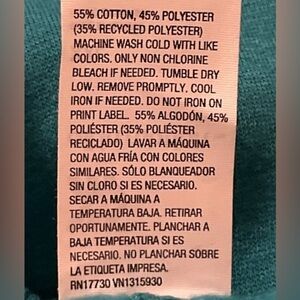 55% COTTON, 45% POLYESTER
(35% RECYCLED POLYESTER)
MACHINE WASH COLD WITH LIKE
COLORS. ONLY NON CHLORINE
BLEACH IF NEEDED. TUMBLE DRY
LOW. REMOVE PROMPTLY. COOL
IRON IF NEEDED. DO NOT IRON ON
PRINT LABEL. 55% ALGODÓN, 45%
POLIÉSTER (35% POLIÉSTER
RECICLADO) LAVAR A MÁQUINA
CON AGUA FRÍA CON COLORES
SIMILARES. SÓLO BLANQUEADOR
SIN CLORO SI ES NECESARIO.
SECAR A MÁQUINA A
TEMPERATURA BAJA. RETIRAR
OPORTUNAMENTE. PLANCHAR A
BAJA TEMPERATURA SI ES
NECESARIO. NO PLANCHAR SOBRE
LA ETIQUETA IMPRESA.
RN17730 VN1315930